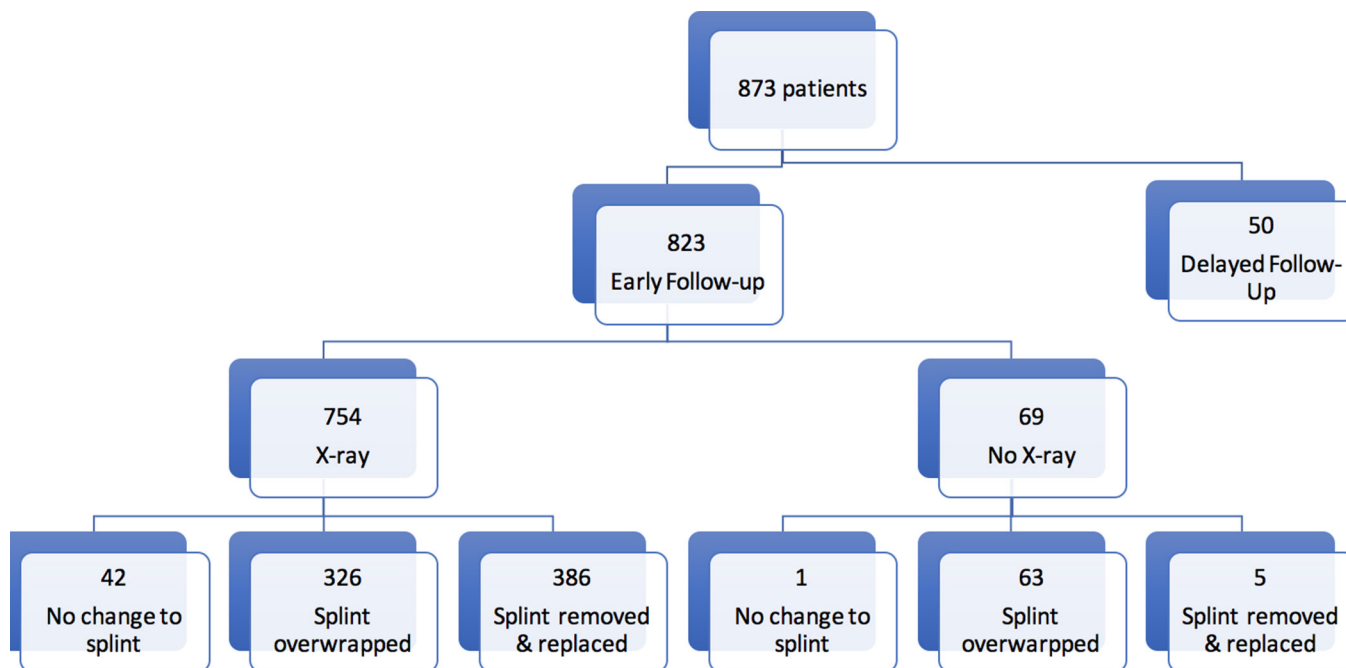 873 patients
823
Early Follow-up
50
Delayed Follow-
Up
754
X-ray
69
No X-ray
42
No change to
splint
326
Splint
overwrapped
386
Splint removed
& replaced
1
No change to
splint
63
Splint
overwarpped
5
Splint removed
& replaced